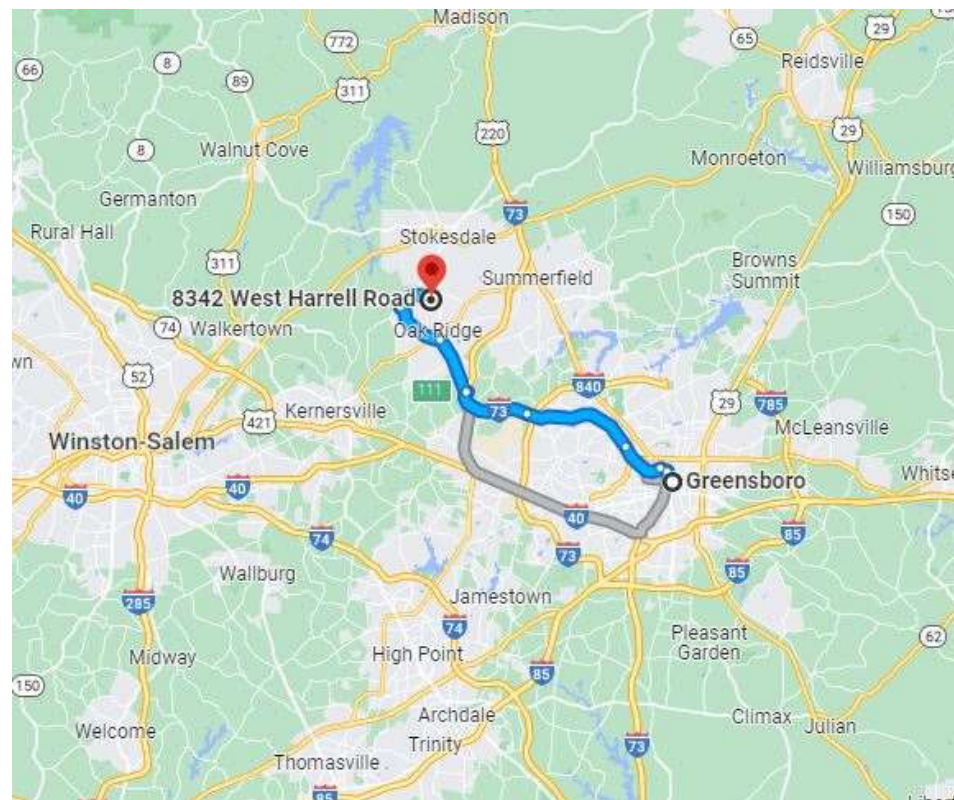 Madison
29
65
772
Reidsville
66
8
89
311
220
29
8
Walnut Cove
Monroeton
Williamsburg
Germanton
150
73
Rural Hall
Stokesdale
311
Browns
Summit
Summerfield
8342 West Harrell Road
74
Walkertown
Oak Ridge
52
111
840
29
785
421
Kernersville
73
McLeansville
Winston-Salem
Greensboro
40
40
40
74
73
85
85
Wallburg
285
Jamestown
74
62
Pleasant
Garden
Midway
High Point
85
150
Archdale
Climax
Julian
Welcome
Trinity
73
Thomasville
85